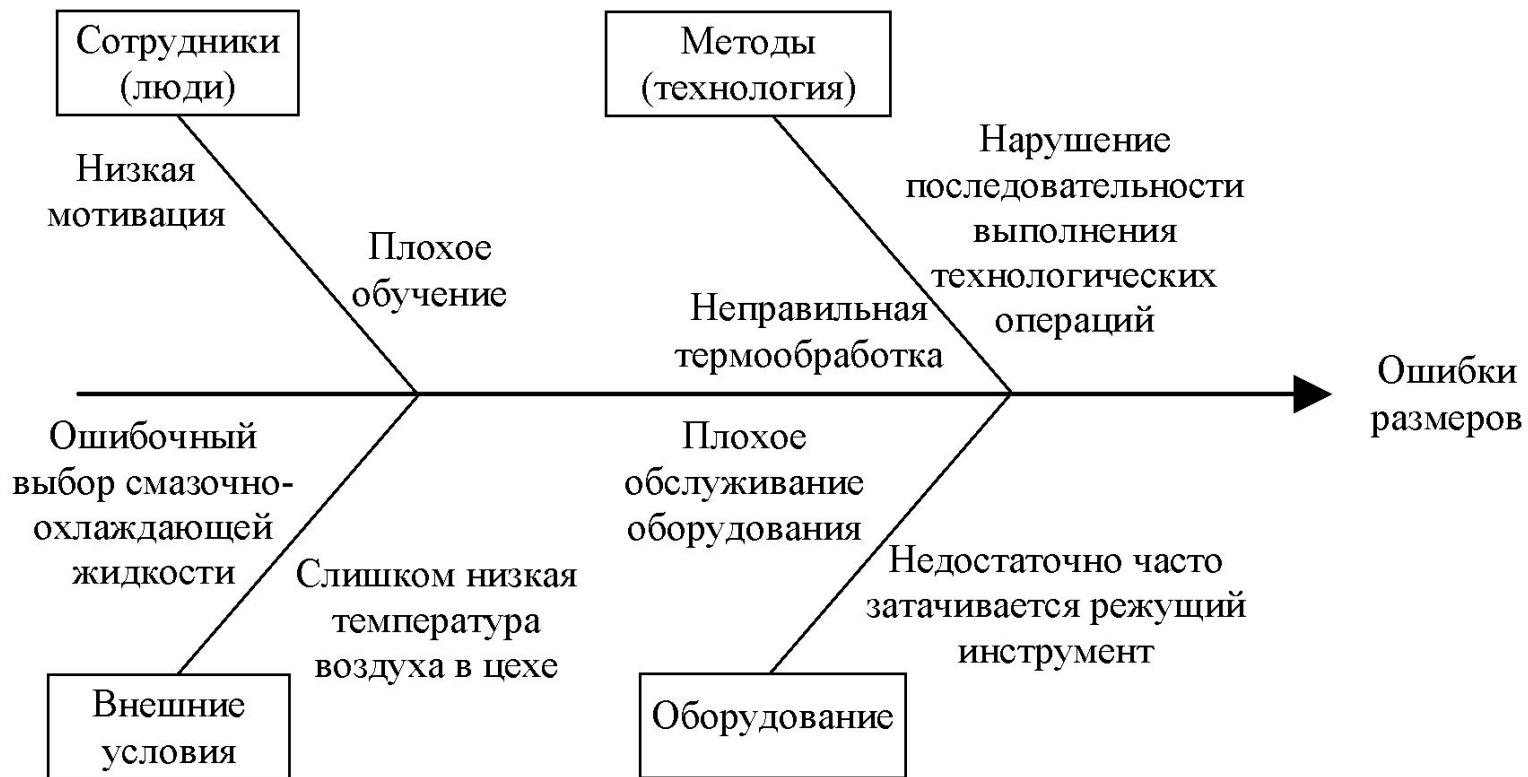 Сотрудники
(люди)
Методы
(технология)
Низкая
мотивация
Плохое
обучение
Нарушение
последовательности
выполнения
технологических
операций
Неправильная
термообработка
Ошибки
размеров
Ошибочный
выбор смазочно-
охлаждающей
жидкости
Слишком низкая
температура
воздуха в цехе
Плохое
обслуживание
оборудования
Недостаточно часто
затачивается режущий
инструмент
Внешние
условия
Оборудование